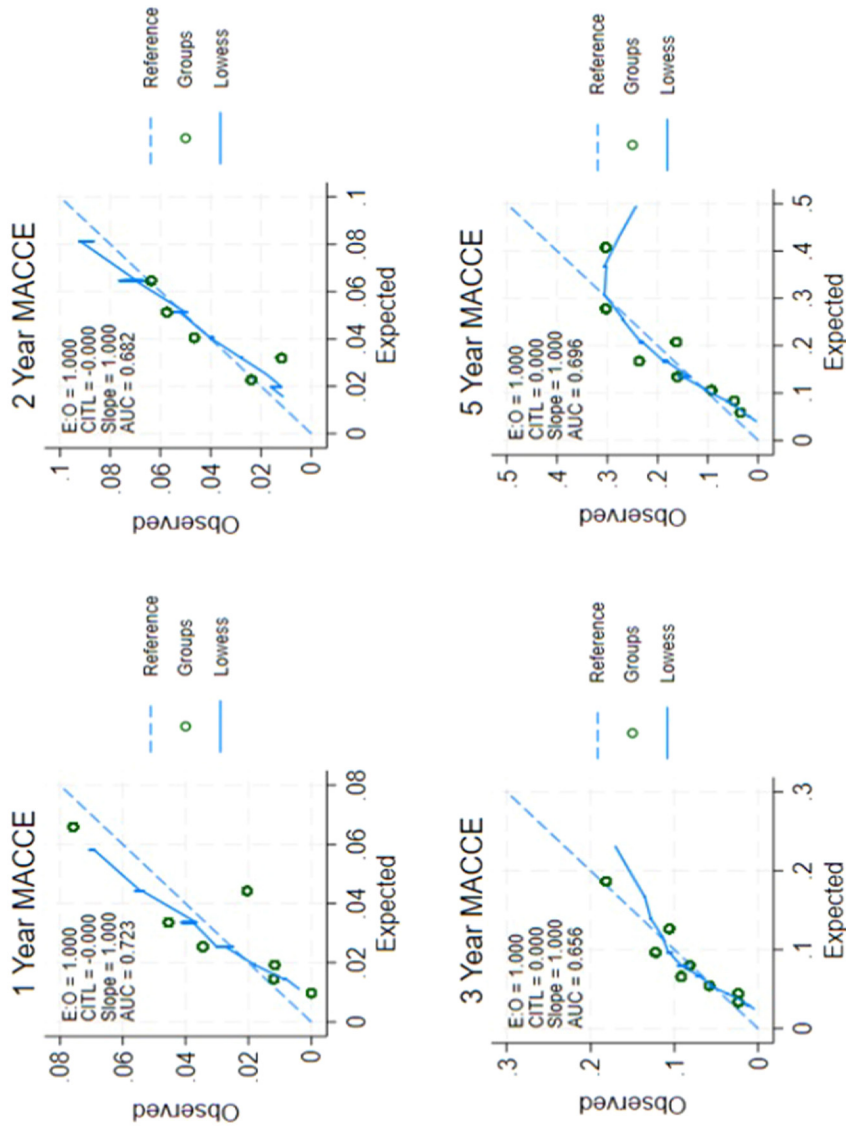 1 Year MACCE
E:O = 1.000
CITL = -0.000
Slope = 1.000
AUC = 0.723
.08
.06
.04
.02
0
Observed
0 .02 .04 .06 .08
Expected
Reference
Groups
Lowess
2 Year MACCE
E:O = 1.000
CITL = -0.000
Slope = 1.000
AUC = 0.682
.1
.08
.06
.04
.02
0
Observed
0 .02 .04 .06 .08 .1
Expected
Reference
Groups
Lowess
3 Year MACCE
E:O = 1.000
CITL = 0.000
Slope = 1.000
AUC = 0.656
.3
.2
.1
0
Observed
0 .1 .2 .3
Expected
Reference
Groups
Lowess
5 Year MACCE
E:O = 1.000
CITL = 0.000
Slope = 1.000
AUC = 0.696
.5
.4
.3
.2
.1
0
Observed
0 .1 .2 .3 .4 .5
Expected
Reference
Groups
Lowess